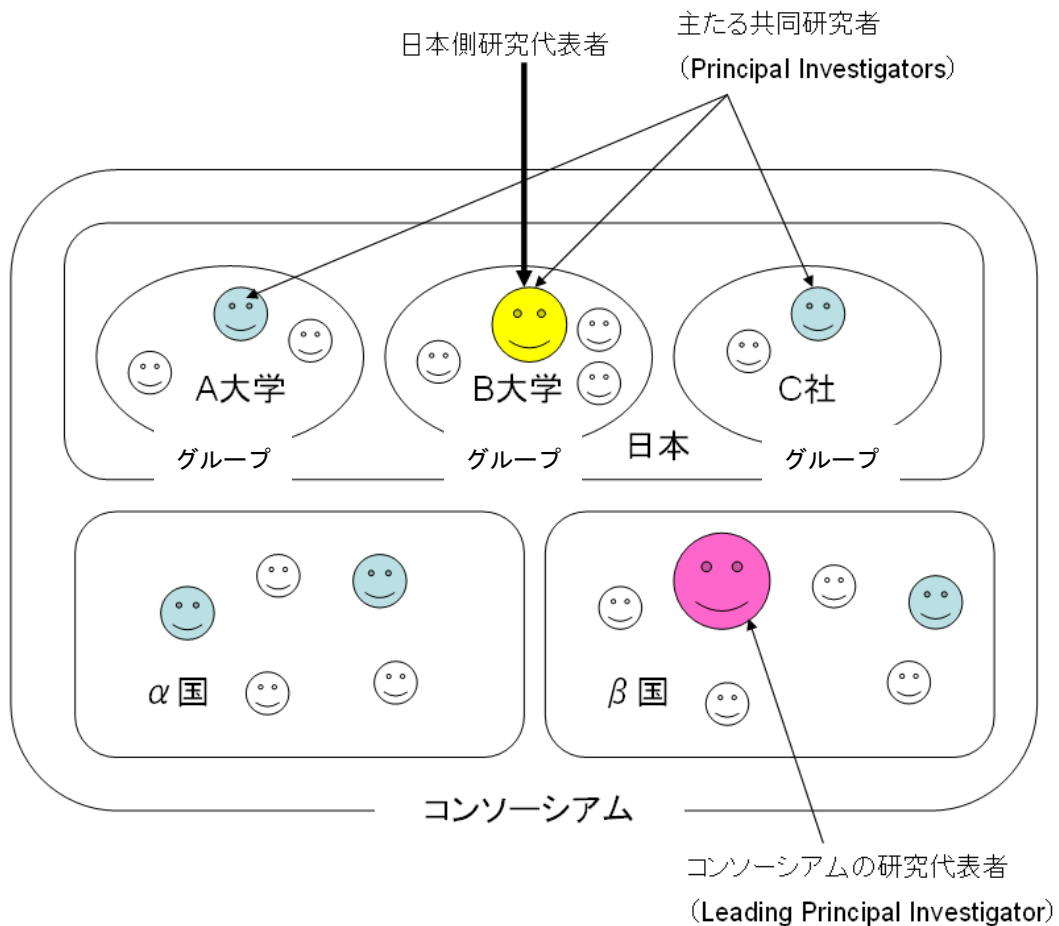 日本側研究代表者
主たる共同研究者
（Principal Investigators）
A大学
B大学
C社
グループ
グループ
日本
グループ
α国
β国
コンソーシアム
コンソーシアムの研究代表者
（Leading Principal Investigator）